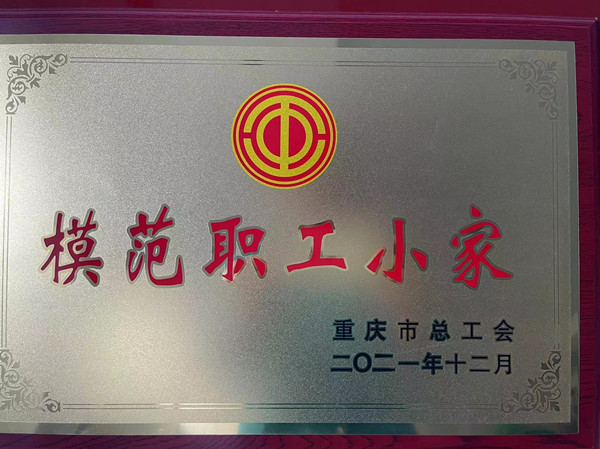 模范职工小家
重庆市总工会
二〇二一年十二月